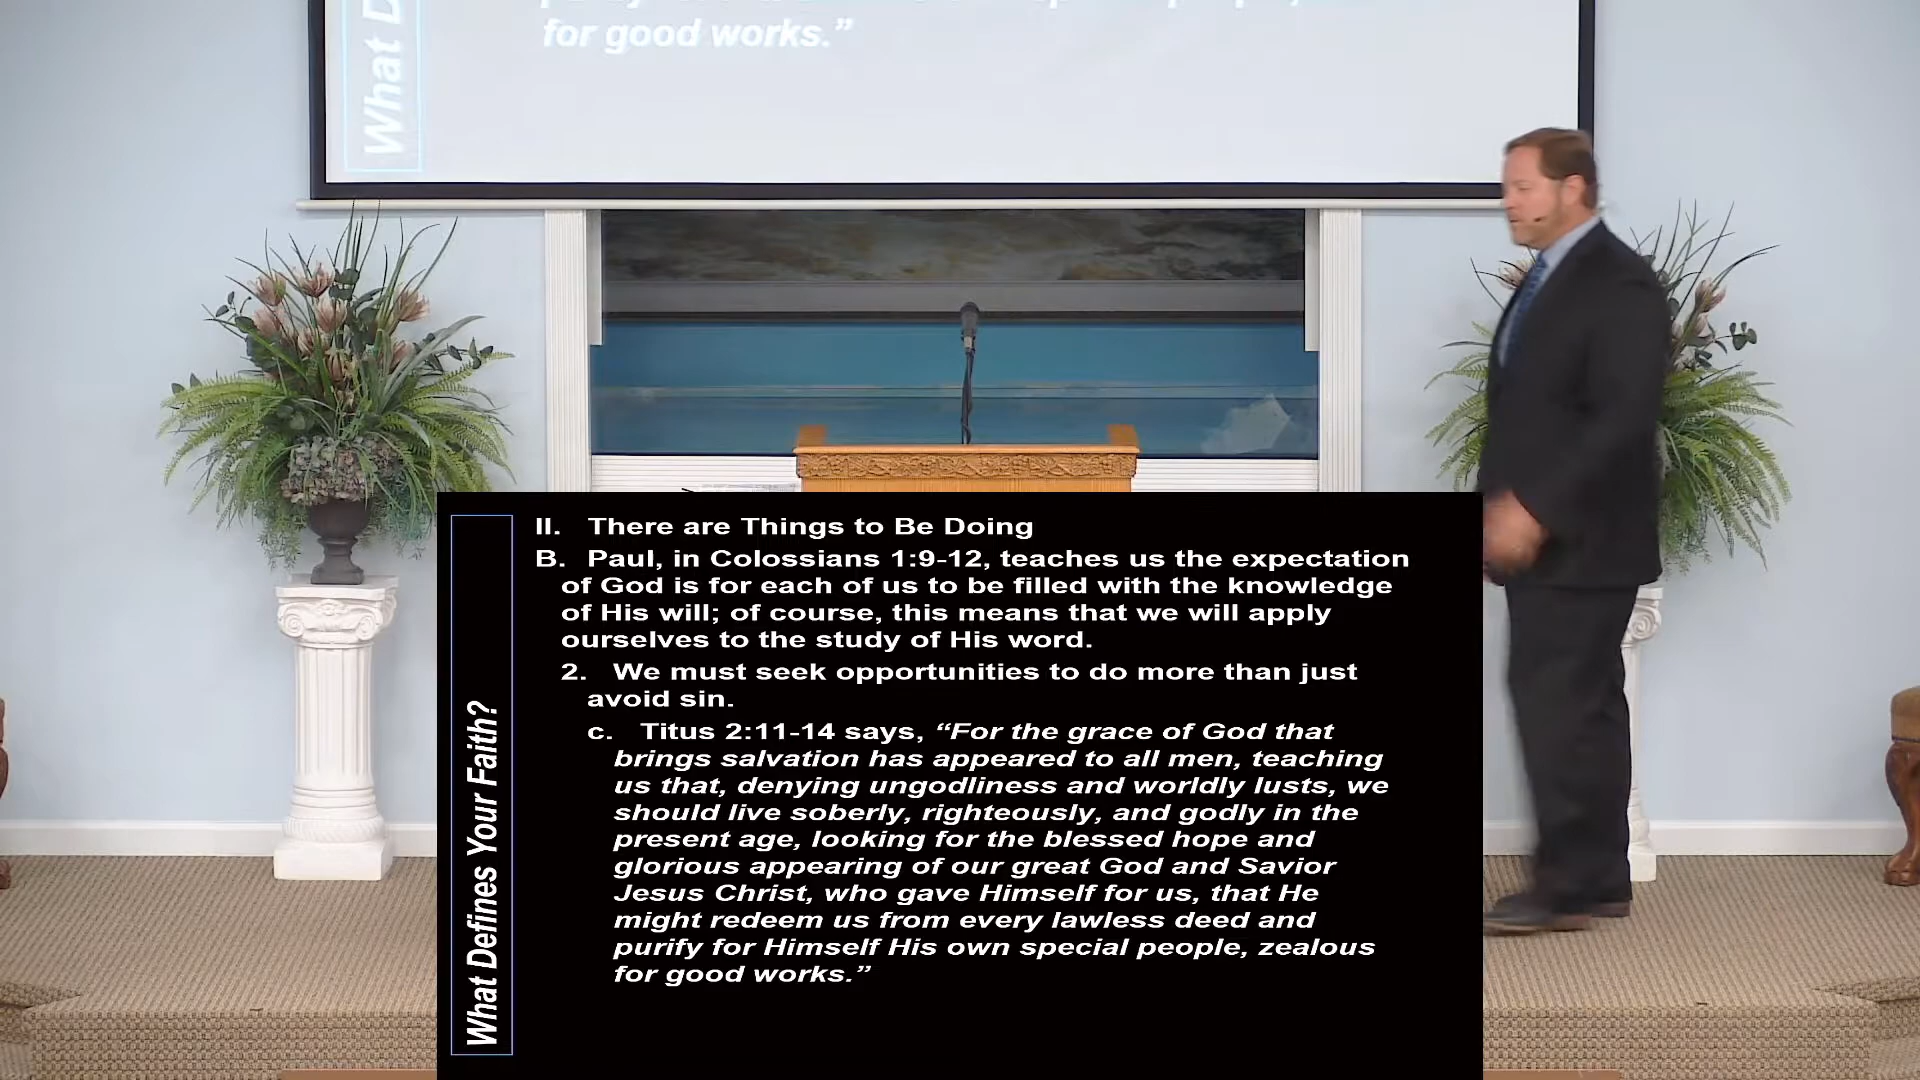 for good works.”
What D
What Defines Your Faith?
II. There are Things to Be Doing
B. Paul, in Colossians 1:9-12, teaches us the expectation
of God is for each of us to be filled with the knowledge
of His will; of course, this means that we will apply
ourselves to the study of His word.
2. We must seek opportunities to do more than just
avoid sin.
c. Titus 2:11-14 says, “For the grace of God that
brings salvation has appeared to all men, teaching
us that, denying ungodliness and worldly lusts, we
should live soberly, righteously, and godly in the
present age, looking for the blessed hope and
glorious appearing of our great God and Savior
Jesus Christ, who gave Himself for us, that He
might redeem us from every lawless deed and
purify for Himself His own special people, zealous
for good works.”